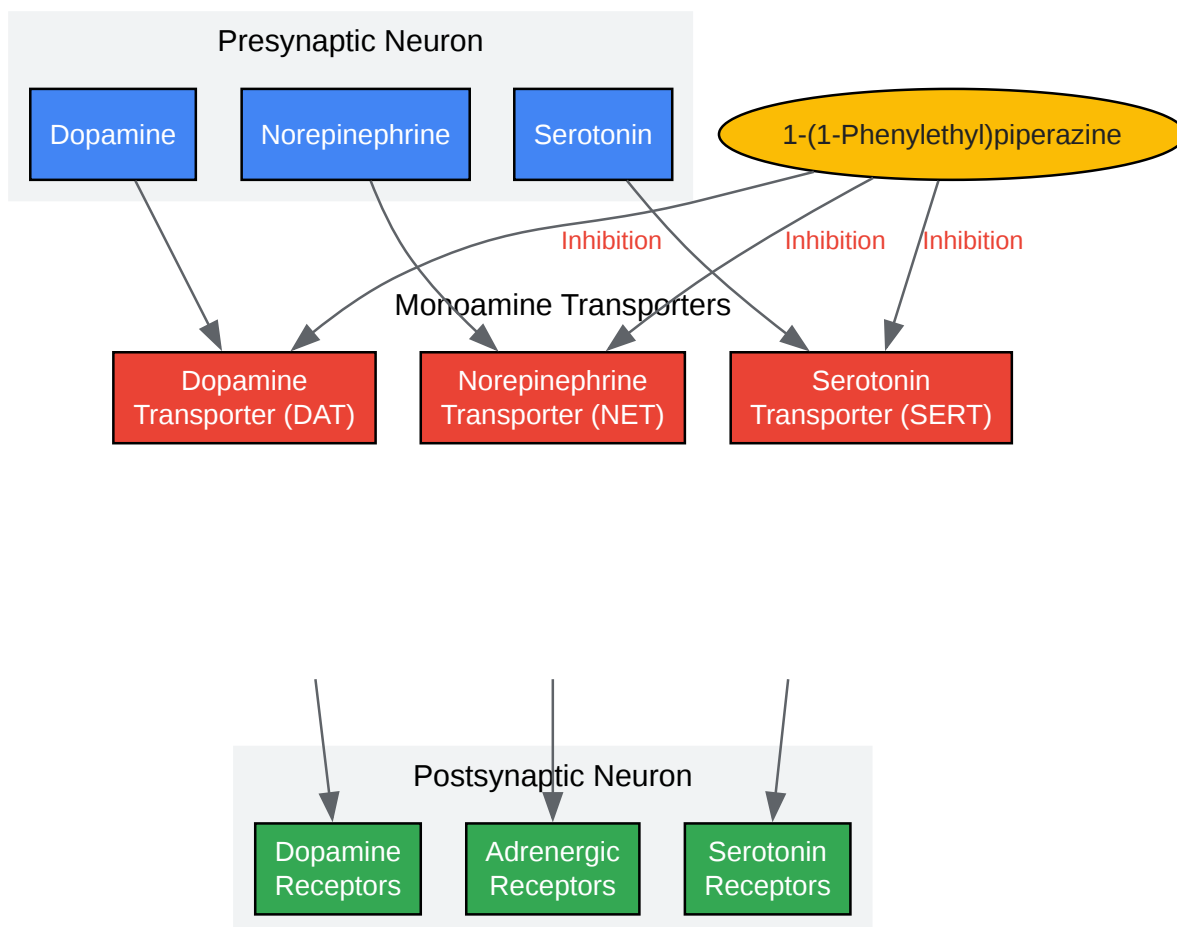 Presynaptic Neuron
Dopamine
Norepinephrine
Serotonin
1-(1-Phenylethyl)piperazine
Inhibition
Inhibition
Inhibition
Monoamine Transporters
Dopamine
Transporter (DAT)
Norepinephrine
Transporter (NET)
Serotonin
Transporter (SERT)
Postsynaptic Neuron
Dopamine
Receptors
Adrenergic
Receptors
Serotonin
Receptors